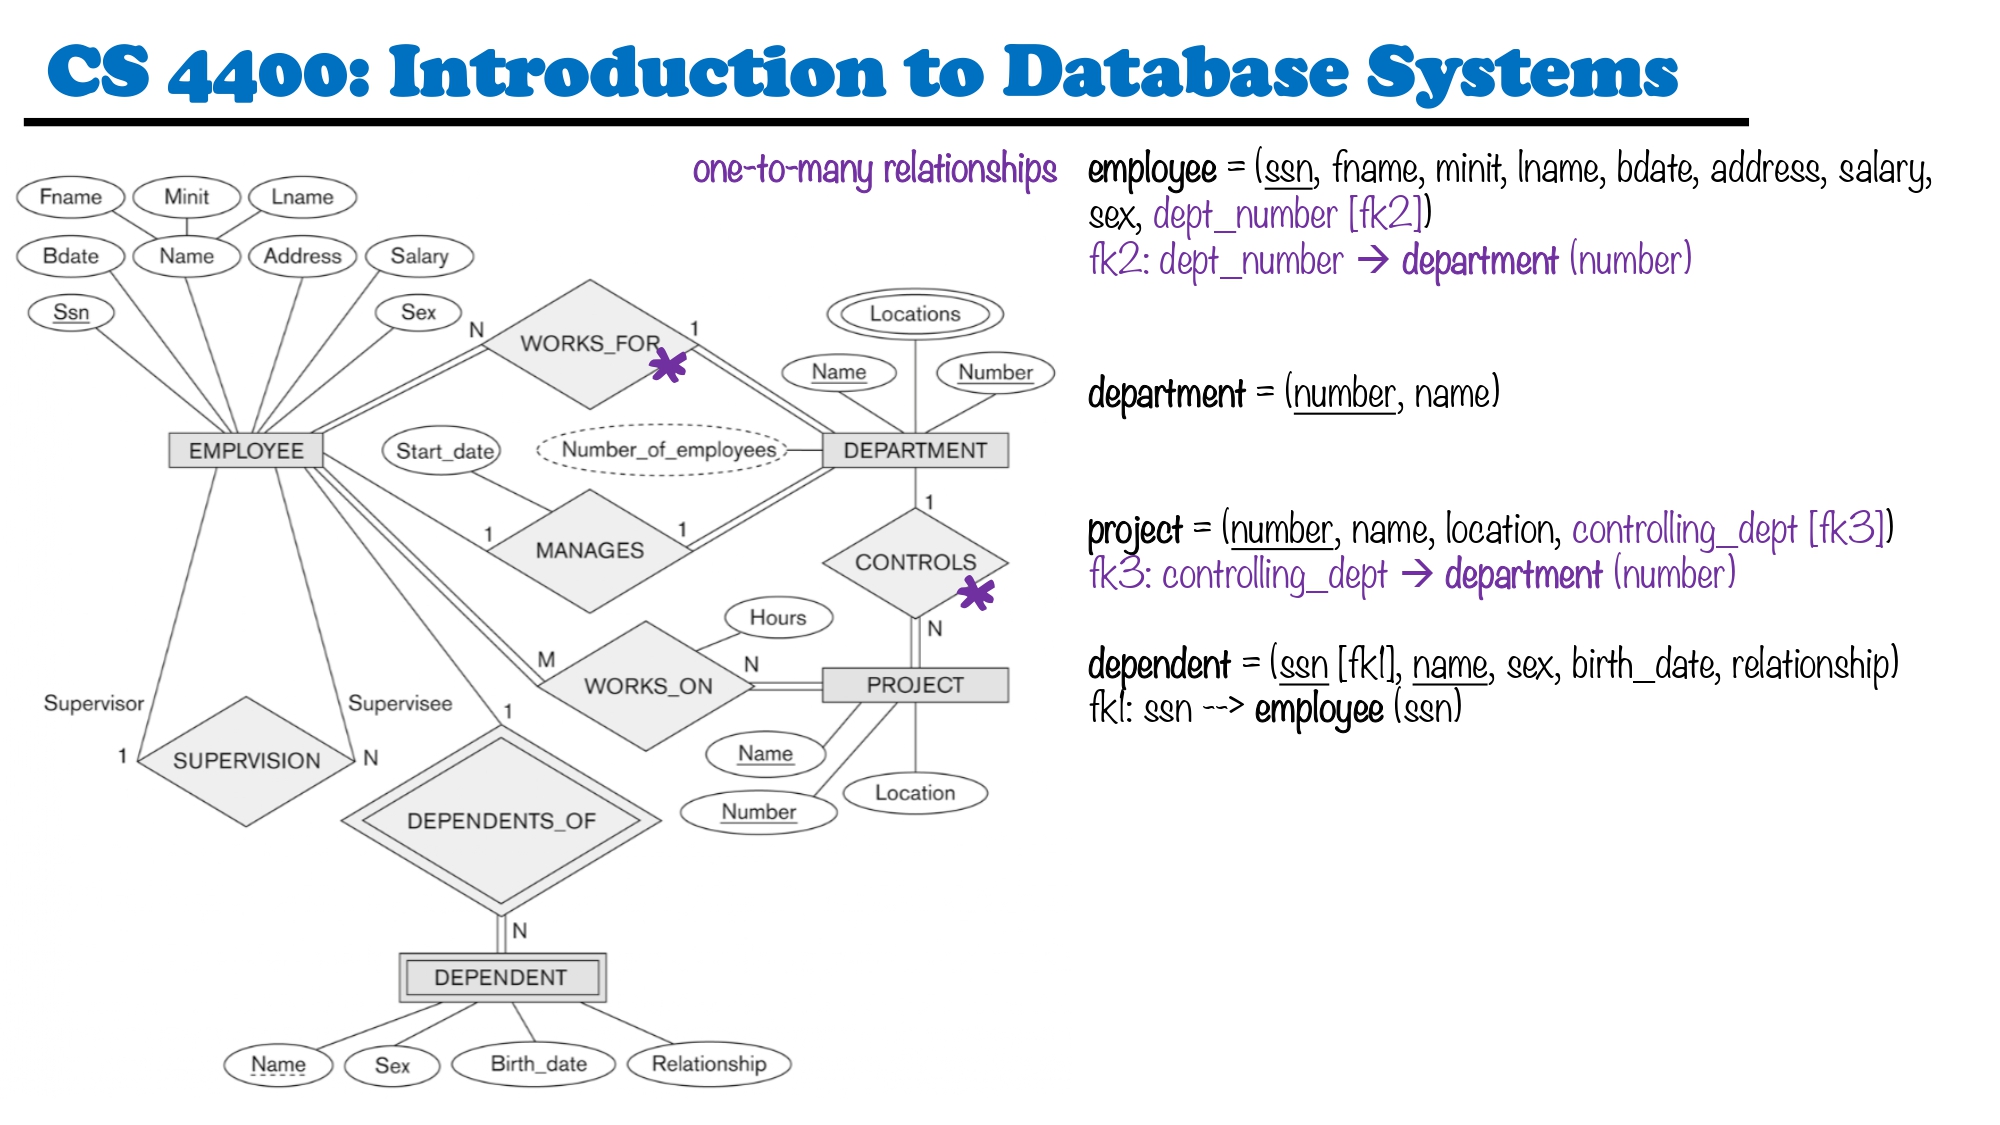 CS 4400: Introduction to Database Systems
one-to-many relationships
employee = (ssn, fname, minit, lname, bdate, address, salary,
sex, dept_number [fk2])
fk2: dept_number → department (number)
department = (number, name)
project = (number, name, location, controlling_dept [fk3])
fk3: controlling_dept → department (number)
dependent = (ssn [fk1], name, sex, birth_date, relationship)
fk1: ssn --> employee (ssn)
Fname
Minit
Lname
Bdate
Name
Address
Salary
Ssn
Sex
N
WORKS_FOR
1
Locations
Name
Number
EMPLOYEE
Start_date
Number_of_employees
DEPARTMENT
1
MANAGES
1
1
CONTROLS
N
Hours
M
WORKS_ON
N
PROJECT
Supervisor
Supervisee
1
SUPERVISION
N
1
Name
Number
Location
DEPENDENTS_OF
N
DEPENDENT
Name
Sex
Birth_date
Relationship